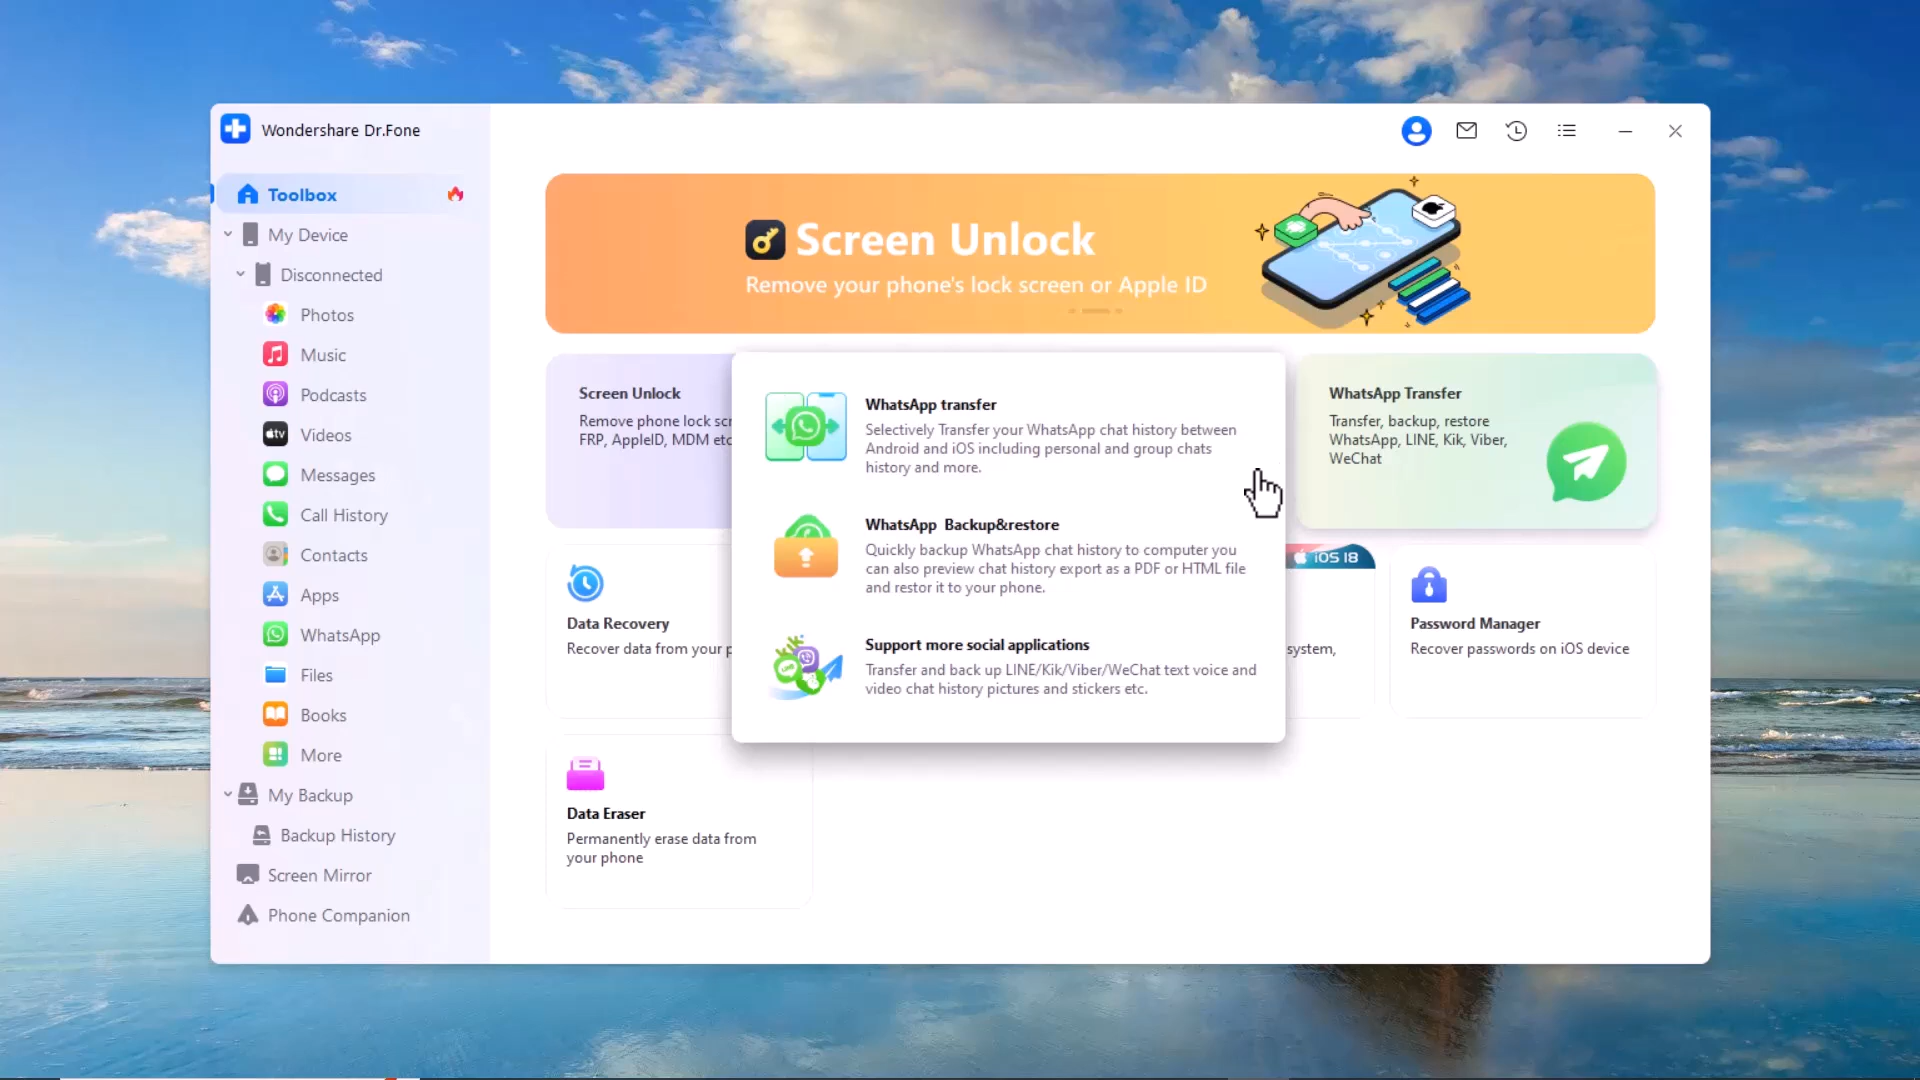 Wondershare Dr.Fone
Toolbox
My Device
Disconnected
Photos
Music
Podcasts
Videos
Messages
Call History
Contacts
Apps
WhatsApp
Files
Books
More
My Backup
Backup History
Screen Mirror
Phone Companion
Screen Unlock
Remove your phone's lock screen or Apple ID
Screen Unlock
Remove phone lock scr
FRP, AppleID, MDM etc
WhatsApp transfer
Selectively Transfer your WhatsApp chat history between
Android and iOS including personal and group chats
history and more.
WhatsApp Backup&restore
Quickly backup WhatsApp chat history to computer you
can also preview chat history export as a PDF or HTML file
and restor it to your phone.
Support more social applications
Transfer and back up LINE/Kik/Viber/WeChat text voice and
video chat history pictures and stickers etc.
WhatsApp Transfer
Transfer, backup, restore
WhatsApp, LINE, Kik, Viber,
WeChat
Data Recovery
Recover data from your p
iOS 18
system,
Password Manager
Recover passwords on iOS device
Data Eraser
Permanently erase data from
your phone